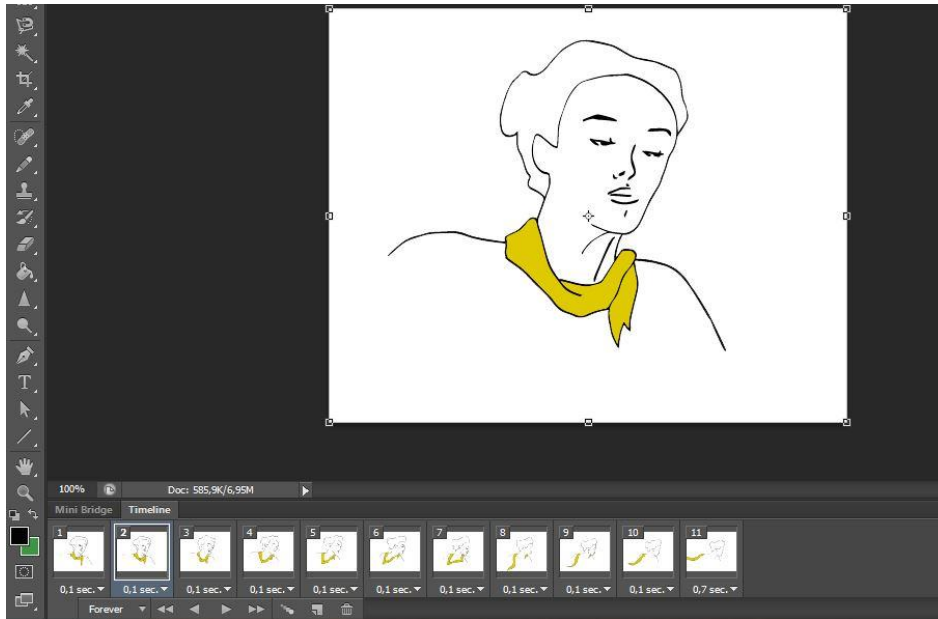 T
100% Doc: 585,9K/6,95M
Mini Bridge Timeline
1 2 3 4 5 6 7 8 9 10 11
0,1 sec. 0,1 sec. 0,1 sec. 0,1 sec. 0,1 sec. 0,1 sec. 0,1 sec. 0,1 sec. 0,1 sec. 0,1 sec. 0,7 sec.
Forever